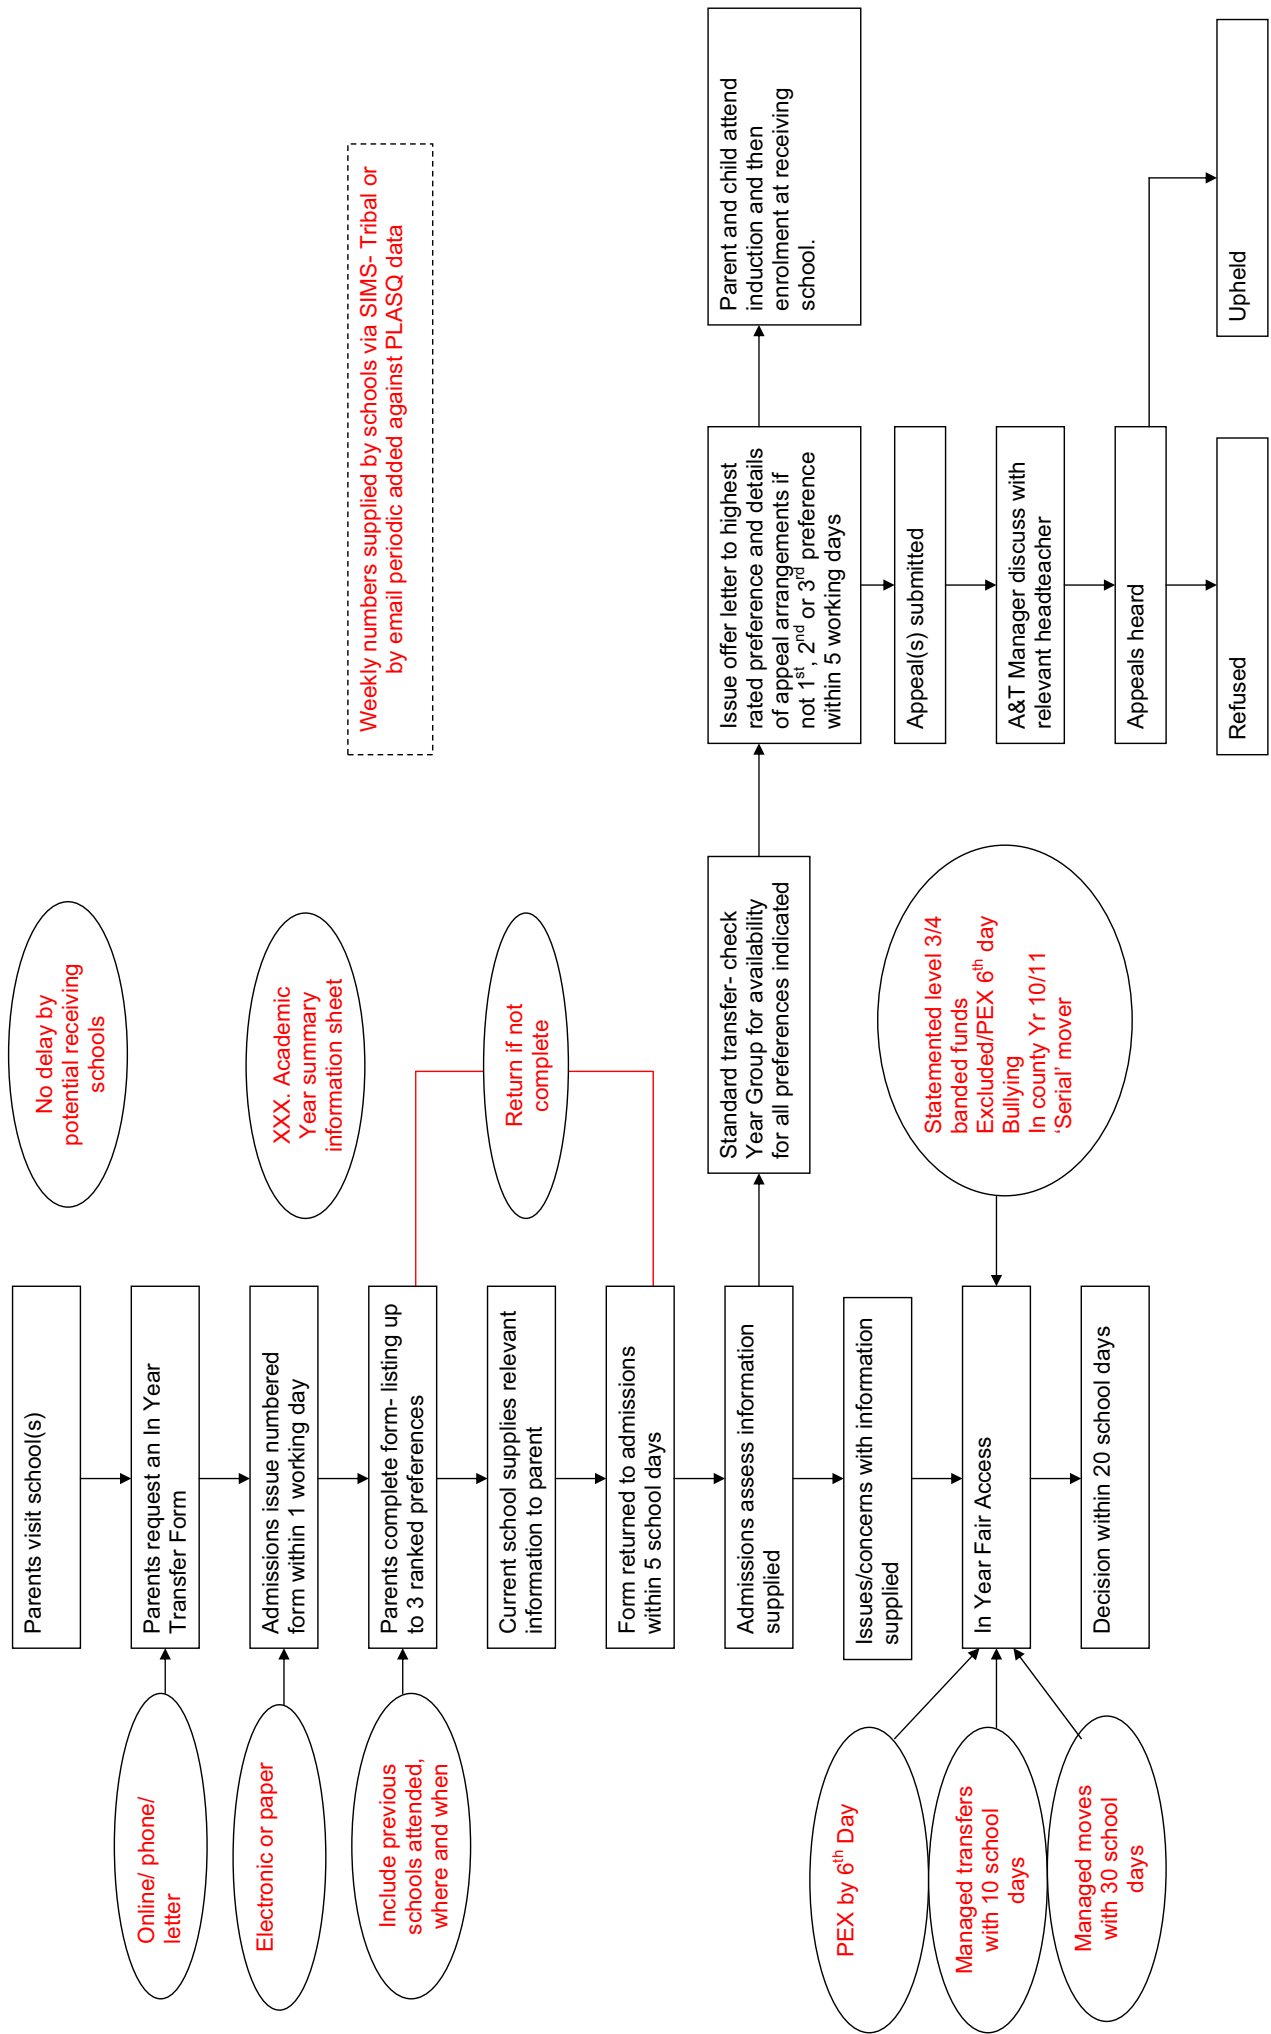 Parents visit school(s)
No delay by
potential receiving
schools
Online/ phone/
letter
Parents request an In Year
Transfer Form
Electronic or paper
Admissions issue numbered
form within 1 working day
XXX. Academic
Year summary
information sheet
Weekly numbers supplied by schools via SIMS- Tribal or
by email periodic added against PLASQ data
Include previous
schools attended,
where and when
Parents complete form- listing up
to 3 ranked preferences
Return if not
complete
Current school supplies relevant
information to parent
Form returned to admissions
within 5 school days
Admissions assess information
supplied
Standard transfer- check
Year Group for availability
for all preferences indicated
Issue offer letter to highest
rated preference and details
of appeal arrangements if
not 1st, 2nd or 3rd preference
within 5 working days
Parent and child attend
induction and then
enrolment at receiving
school.
Issues/concerns with information
supplied
Appeal(s) submitted
PEX by 6th Day
Managed transfers
with 10 school
days
Managed moves
with 30 school
days
In Year Fair Access
Statemented level 3/4
banded funds
Excluded/PEX 6th day
Bullying
In county Yr 10/11
‘Serial’ mover
A&T Manager discuss with
relevant headteacher
Decision within 20 school days
Appeals heard
Refused
Upheld